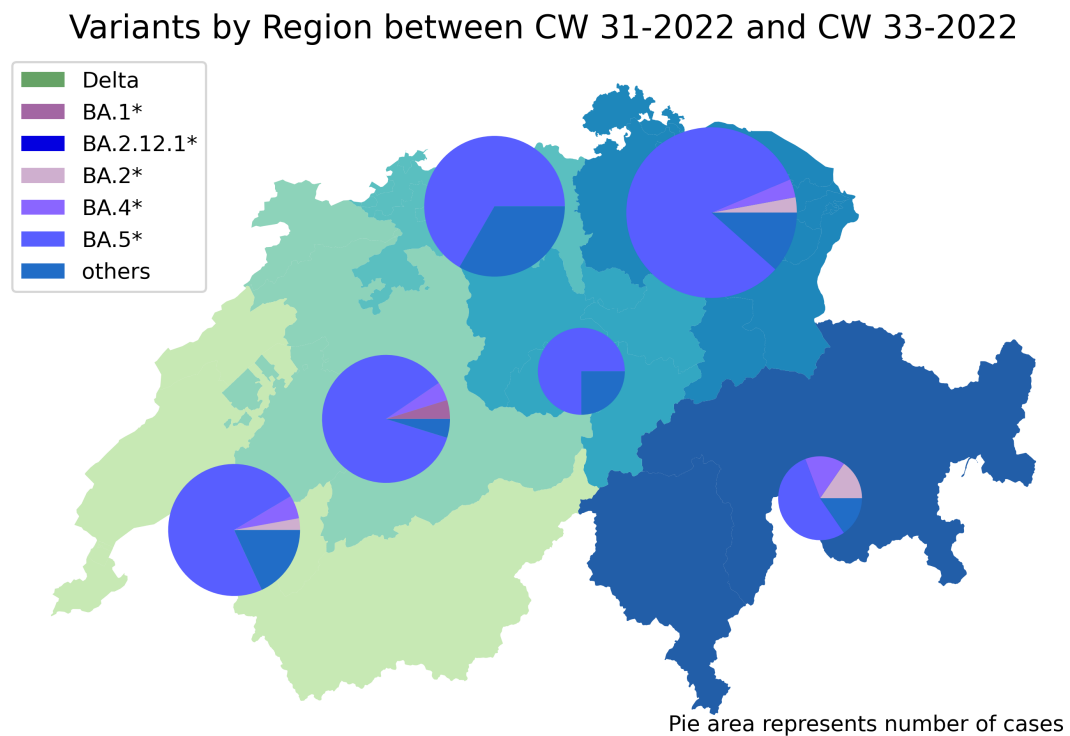 Variants by Region between CW 31-2022 and CW 33-2022
Delta
BA.1*
BA.2.12.1*
BA.2*
BA.4*
BA.5*
others
Pie area represents number of cases